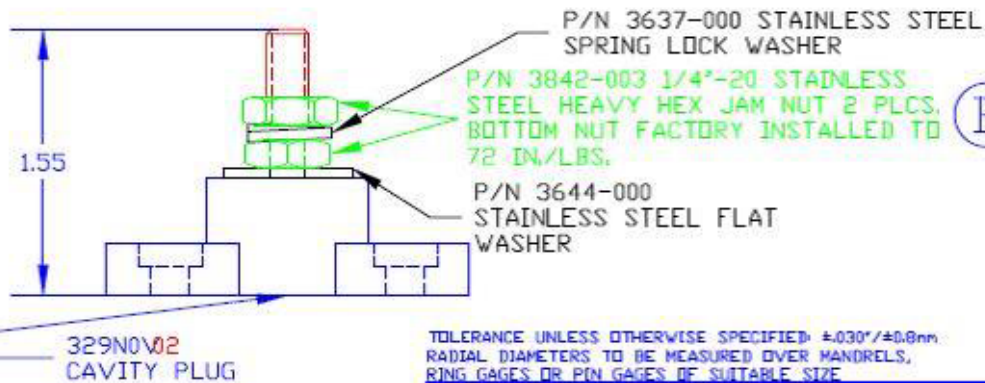 P/N 3637-000 STAINLESS STEEL
SPRING LOCK WASHER
P/N 3842-003 1/4"-20 STAINLESS
STEEL HEAVY HEX JAM NUT 2 PLCS.
BOTTOM NUT FACTORY INSTALLED TO
72 IN./LBS.
1.55
P/N 3644-000
STAINLESS STEEL FLAT
WASHER
329NOV02
CAVITY PLUG
TOLERANCE UNLESS OTHERWISE SPECIFIED: ±.030"/±0.8mm
RADIAL DIAMETERS TO BE MEASURED OVER MANDRELS,
RING GAGES OR PIN GAGES OF SUITABLE SIZE